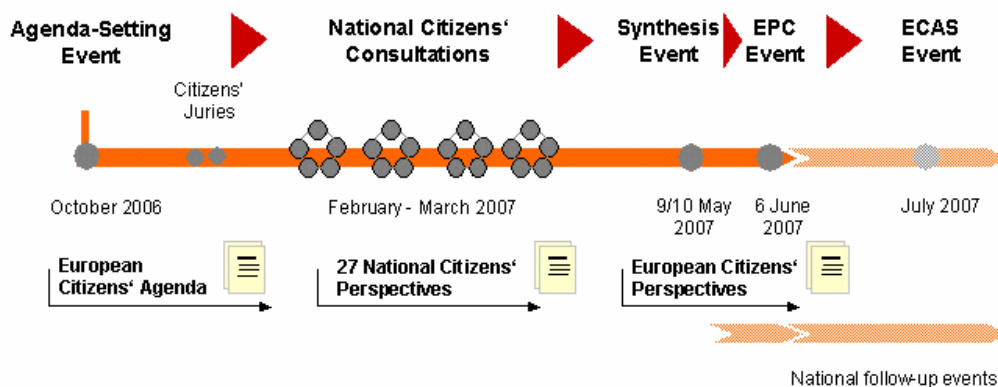 Agenda-Setting
Event
National Citizens‘
Consultations
Synthesis
Event
EPC
Event
ECAS
Event
Citizens'
Juries
October 2006
February - March 2007
9/10 May
2007
6 June
2007
July 2007
European
Citizens‘ Agenda
27 National Citizens‘
Perspectives
European Citizens‘
Perspectives
National follow-up events